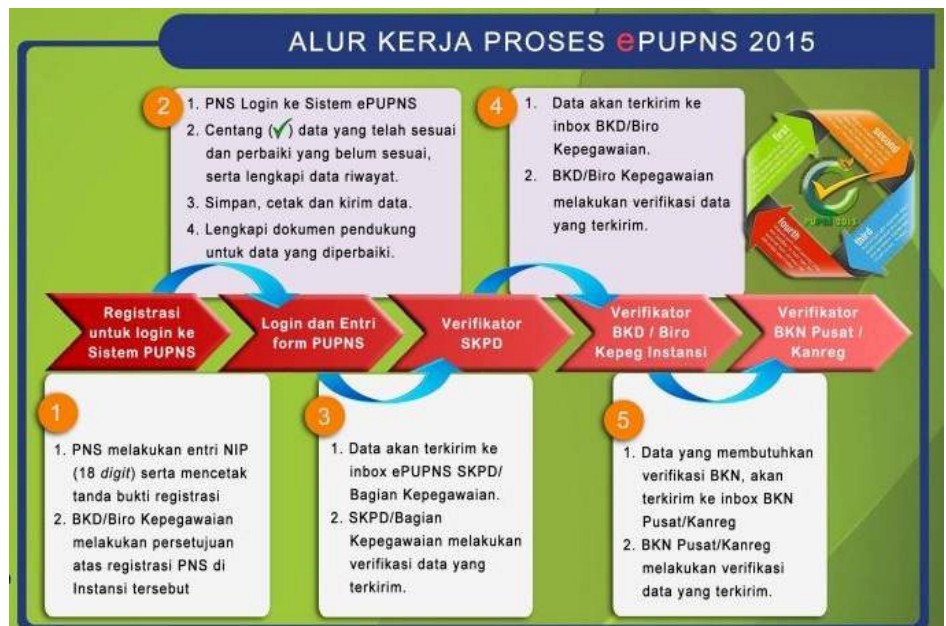 ALUR KERJA PROSES ePUPNS 2015
2
1. PNS Login ke Sistem ePUPNS
2. Centang (✓) data yang telah sesuai
dan perbaiki yang belum sesuai,
serta lengkapi data riwayat.
3. Simpan, cetak dan kirim data.
4. Lengkapi dokumen pendukung
untuk data yang diperbaiki.
4
1. Data akan terkirim ke
inbox BKD/Biro
Kepegawaian.
2. BKD/Biro Kepegawaian
melakukan verifikasi data
yang terkirim.
first
second
third
fourth
Registrasi
untuk login ke
Sistem PUPNS
Login dan Entri
form PUPNS
Verifikator
SKPD
Verifikator
BKD / Biro
Kepeg Instansi
Verifikator
BKN Pusat /
Kanreg
1
1. PNS melakukan entri NIP
(18 digit) serta mencetak
tanda bukti registrasi
2. BKD/Biro Kepegawaian
melakukan persetujuan
atas registrasi PNS di
Instansi tersebut
3
1. Data akan terkirim ke
inbox ePUPNS SKPD/
Bagian Kepegawaian.
2. SKPD/Bagian
Kepegawaian melakukan
verifikasi data yang
terkirim.
5
1. Data yang membutuhkan
verifikasi BKN, akan
terkirim ke inbox BKN
Pusat/Kanreg
2. BKN Pusat/Kanreg
melakukan verifikasi
data yang terkirim.